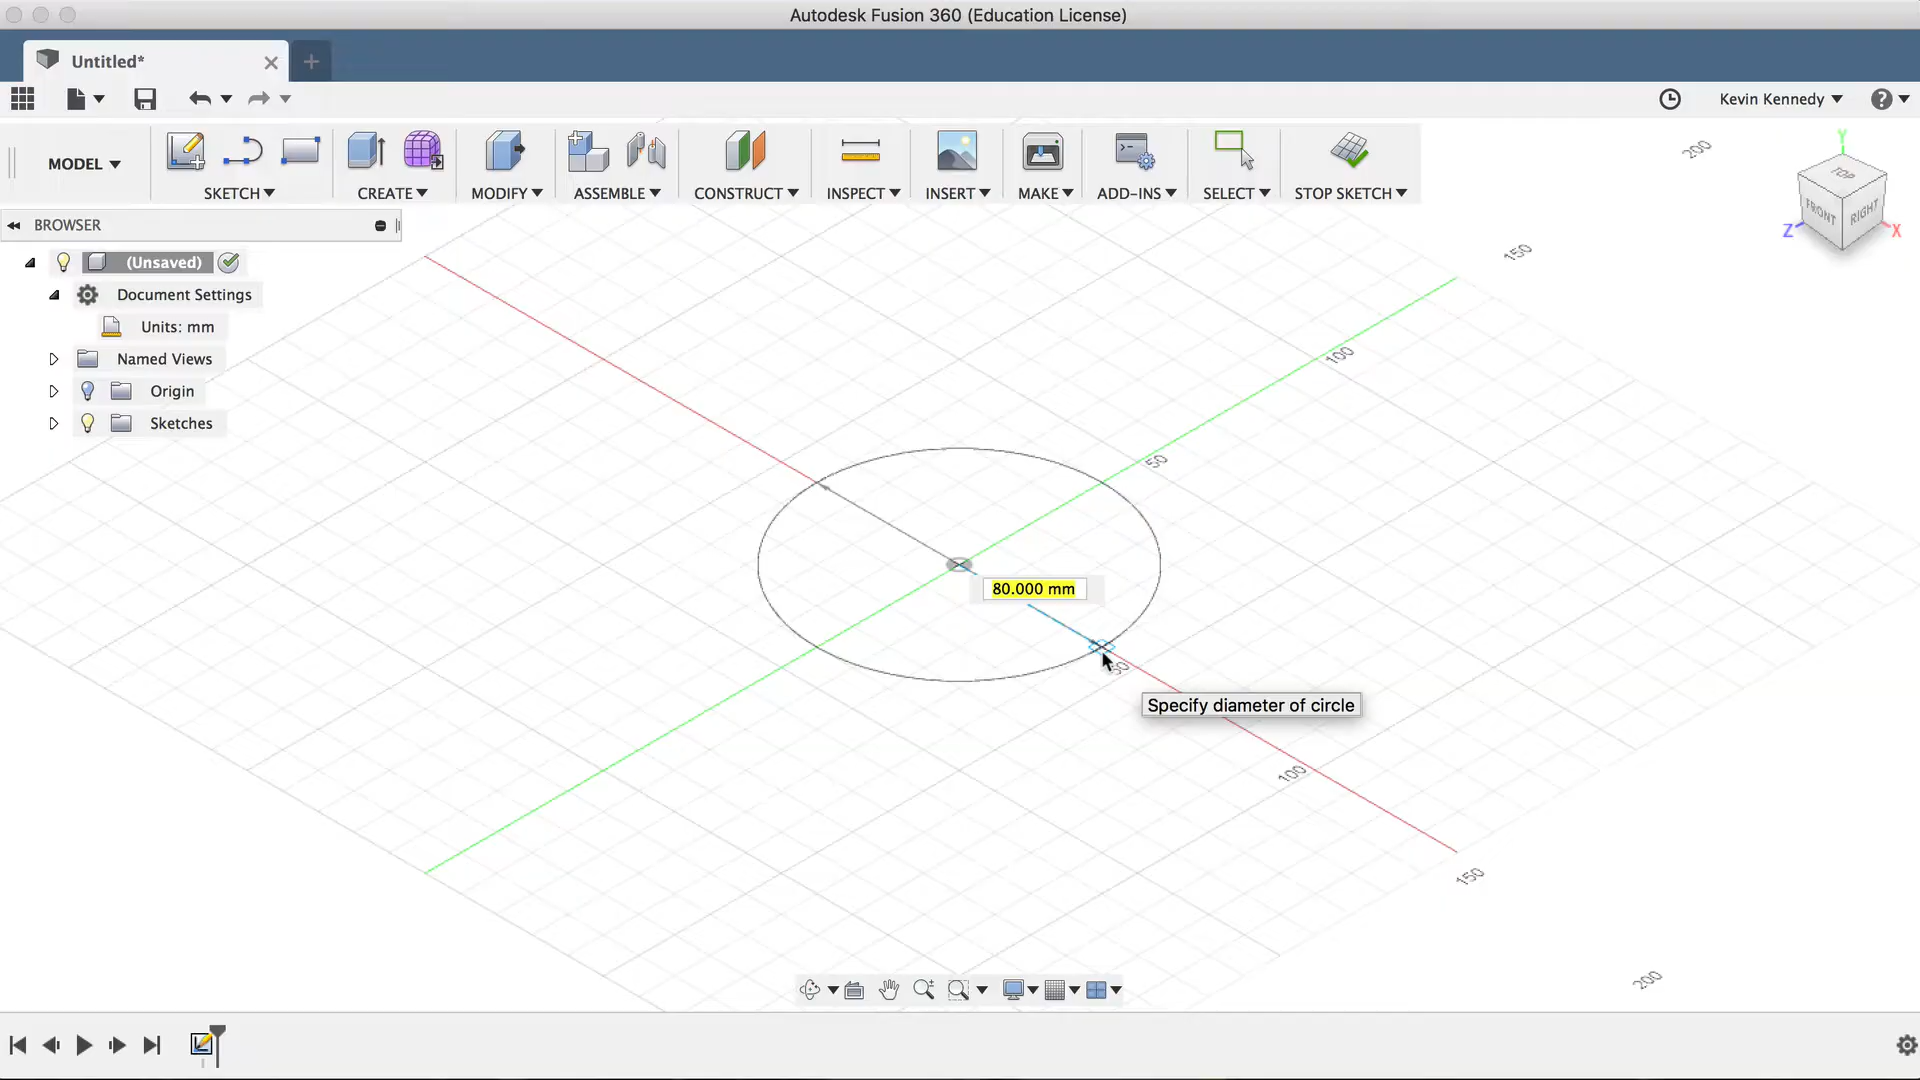 Autodesk Fusion 360 (Education License)
Untitled*
Kevin Kennedy
?
MODEL
SKETCH
CREATE
MODIFY
ASSEMBLE
CONSTRUCT
INSPECT
INSERT
MAKE
ADD-INS
SELECT
STOP SKETCH
BROWSER
(Unsaved)
Document Settings
Units: mm
Named Views
Origin
Sketches
Y
TOP
FRONT
RIGHT
Z
X
200
150
100
50
80.000 mm
50
Specify diameter of circle
100
150
200